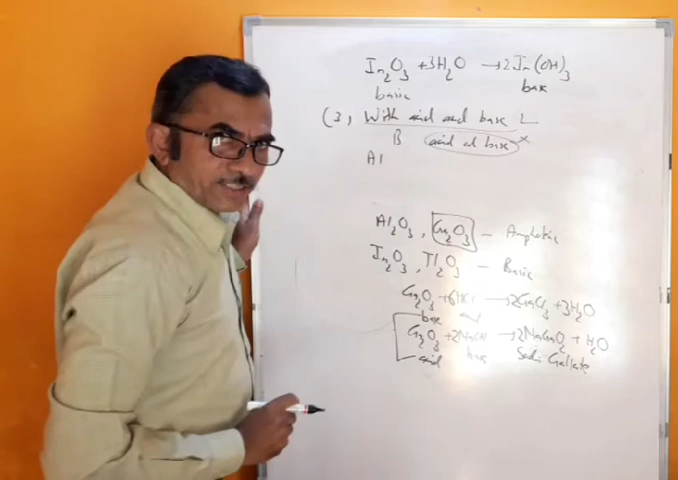 In₂O₃ + 3H₂O → 2In(OH)₃
basic base
(3) With acid and base
B acid and base ×
Al
Al₂O₃, Ga₂O₃ – Amphoteric
In₂O₃, Tl₂O₃ – Basic
Ga₂O₃ + 6HCl → 2GaCl₃ + 3H₂O
base acid
Ga₂O₃ + 2NaOH → 2NaGaO₂ + H₂O
acid base Sodi Gallate